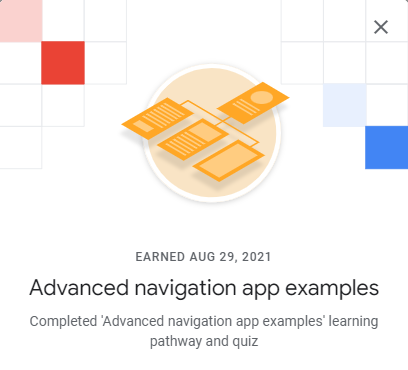 EARNED AUG 29, 2021
Advanced navigation app examples
Completed 'Advanced navigation app examples' learning
pathway and quiz